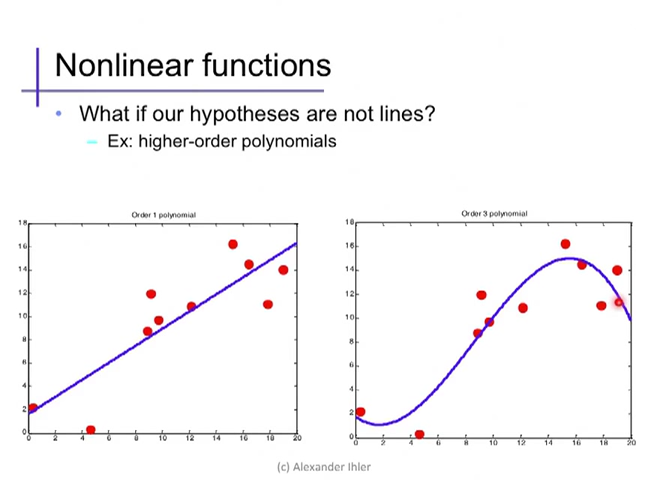 Nonlinear functions
• What if our hypotheses are not lines?
– Ex: higher-order polynomials
Order 1 polynomial
18
16
14
12
10
8
6
4
2
0
0 2 4 6 8 10 12 14 16 18 20
Order 3 polynomial
18
16
14
12
10
8
6
4
2
0
0 2 4 6 8 10 12 14 16 18 20
(c) Alexander Ihler